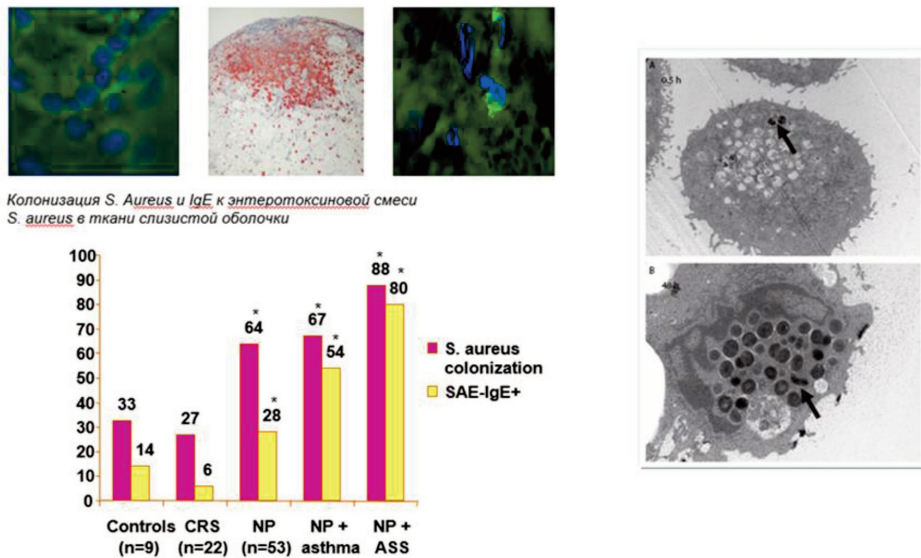 Колонизация S. Aureus и IgE к энтеротоксиновой смеси
S. aureus в ткани слизистой оболочки
100
90
80
70
60
50
40
30
20
10
0
33
14
27
6
*
64
*
28
*
67
*
54
*
88
*
80
Controls
(n=9)
CRS
(n=22)
NP
(n=53)
NP +
asthma
NP +
ASS
S. aureus
colonization
SAE-IgE+
A
0.5 h
B